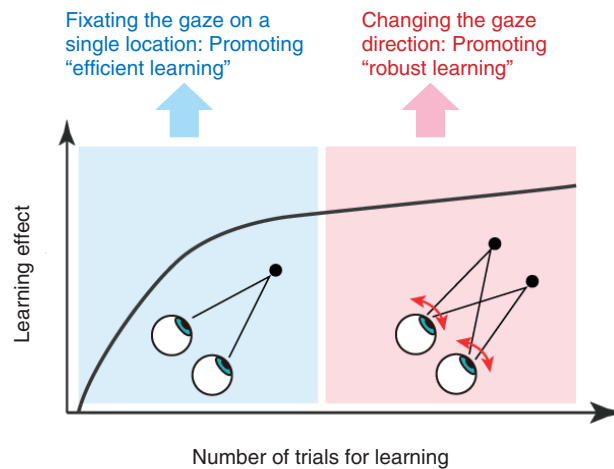 Fixating the gaze on a
single location: Promoting
“efficient learning”
Changing the gaze
direction: Promoting
“robust learning”
Learning effect
Number of trials for learning